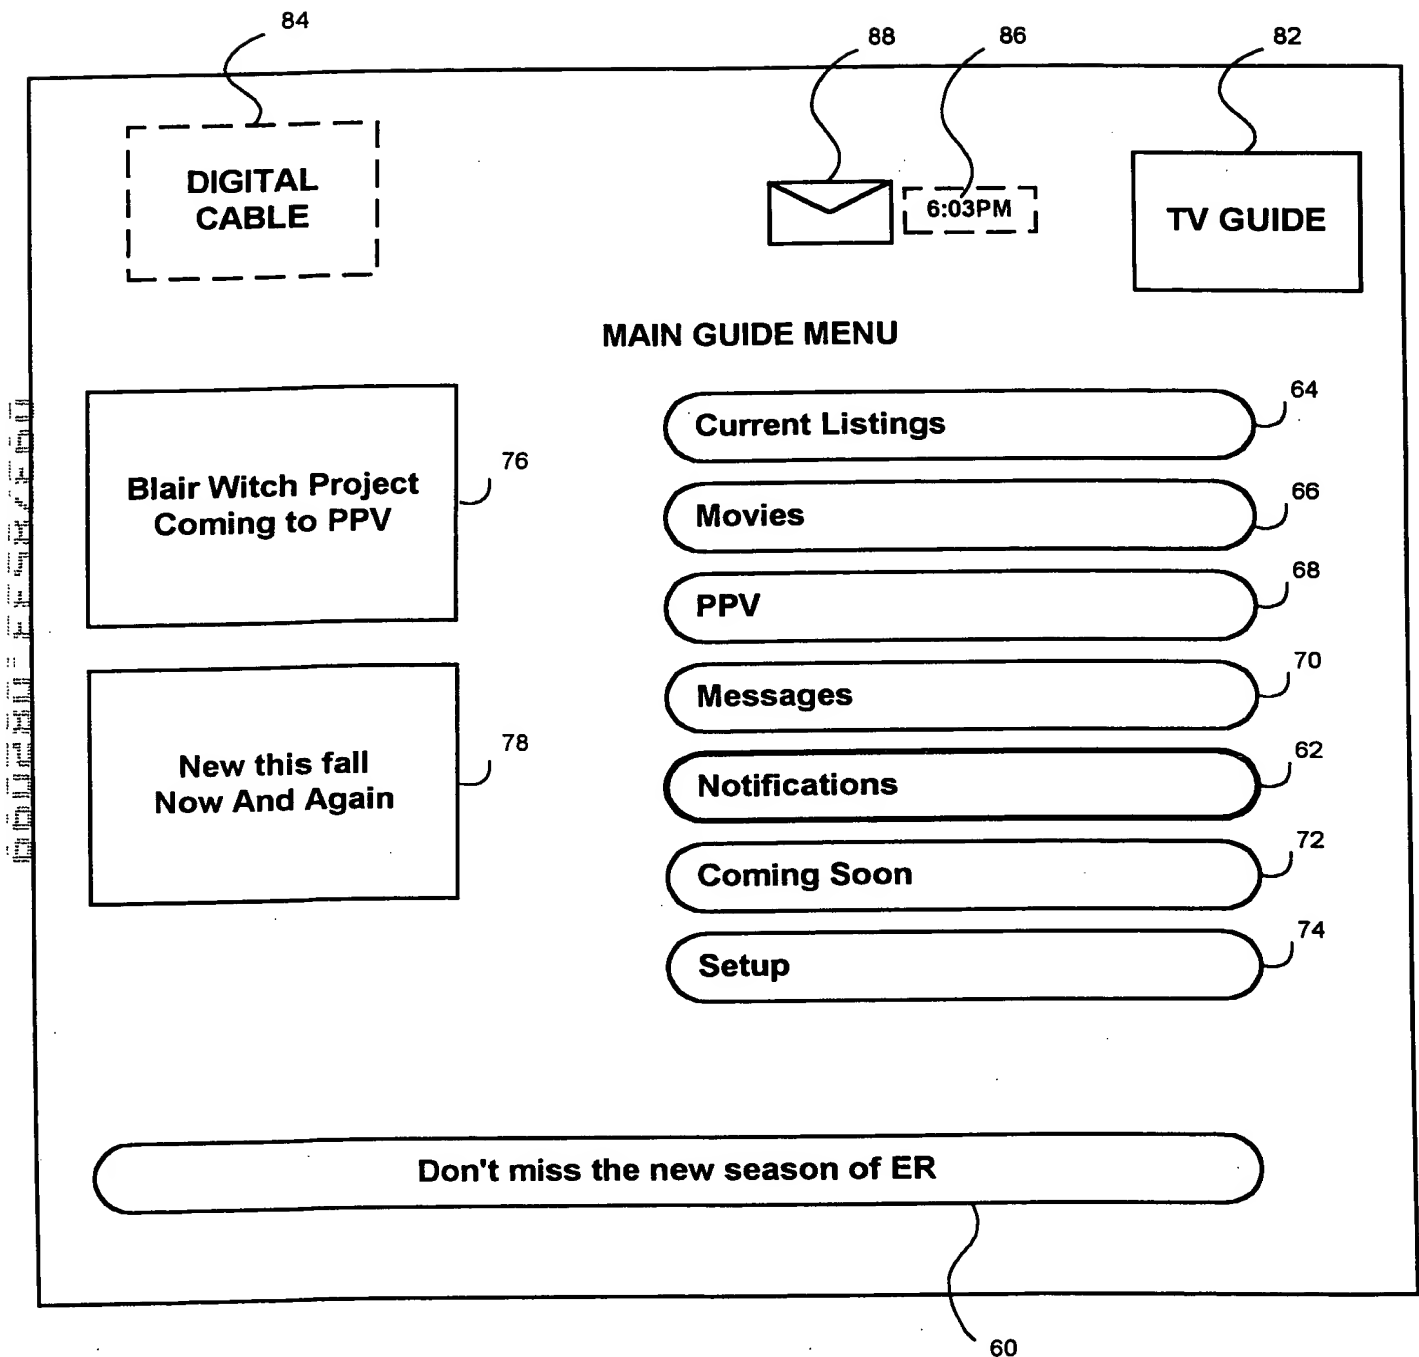 84
88
86
82
DIGITAL
CABLE
6:03PM
TV GUIDE
MAIN GUIDE MENU
Blair Witch Project
Coming to PPV
76
New this fall
Now And Again
78
Current Listings
64
Movies
66
PPV
68
Messages
70
Notifications
62
Coming Soon
72
Setup
74
Don't miss the new season of ER
60